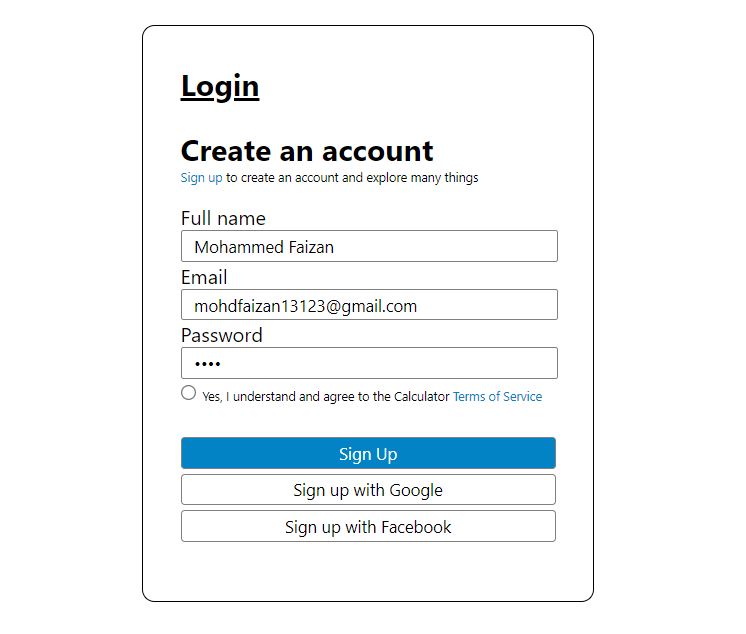 Login
Create an account
Sign up to create an account and explore many things
Full name
Mohammed Faizan
Email
mohdfaizan13123@gmail.com
Password
••••
Yes, I understand and agree to the Calculator Terms of Service
Sign Up
Sign up with Google
Sign up with Facebook